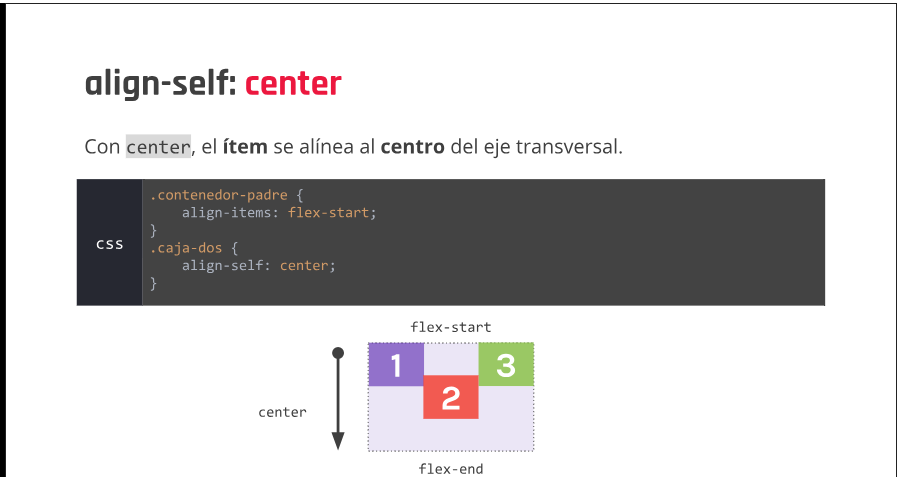 align-self: center
Con center, el ítem se alínea al centro del eje transversal.
css
.contenedor-padre {
    align-items: flex-start;
}
.caja-dos {
    align-self: center;
}
flex-start
1
3
2
center
flex-end